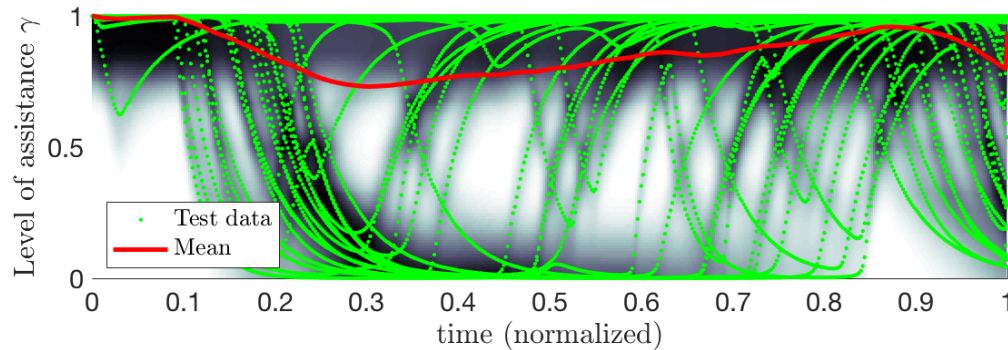 Level of assistance γ
1
0.5
0
Test data
Mean
0 0.1 0.2 0.3 0.4 0.5 0.6 0.7 0.8 0.9 1
time (normalized)